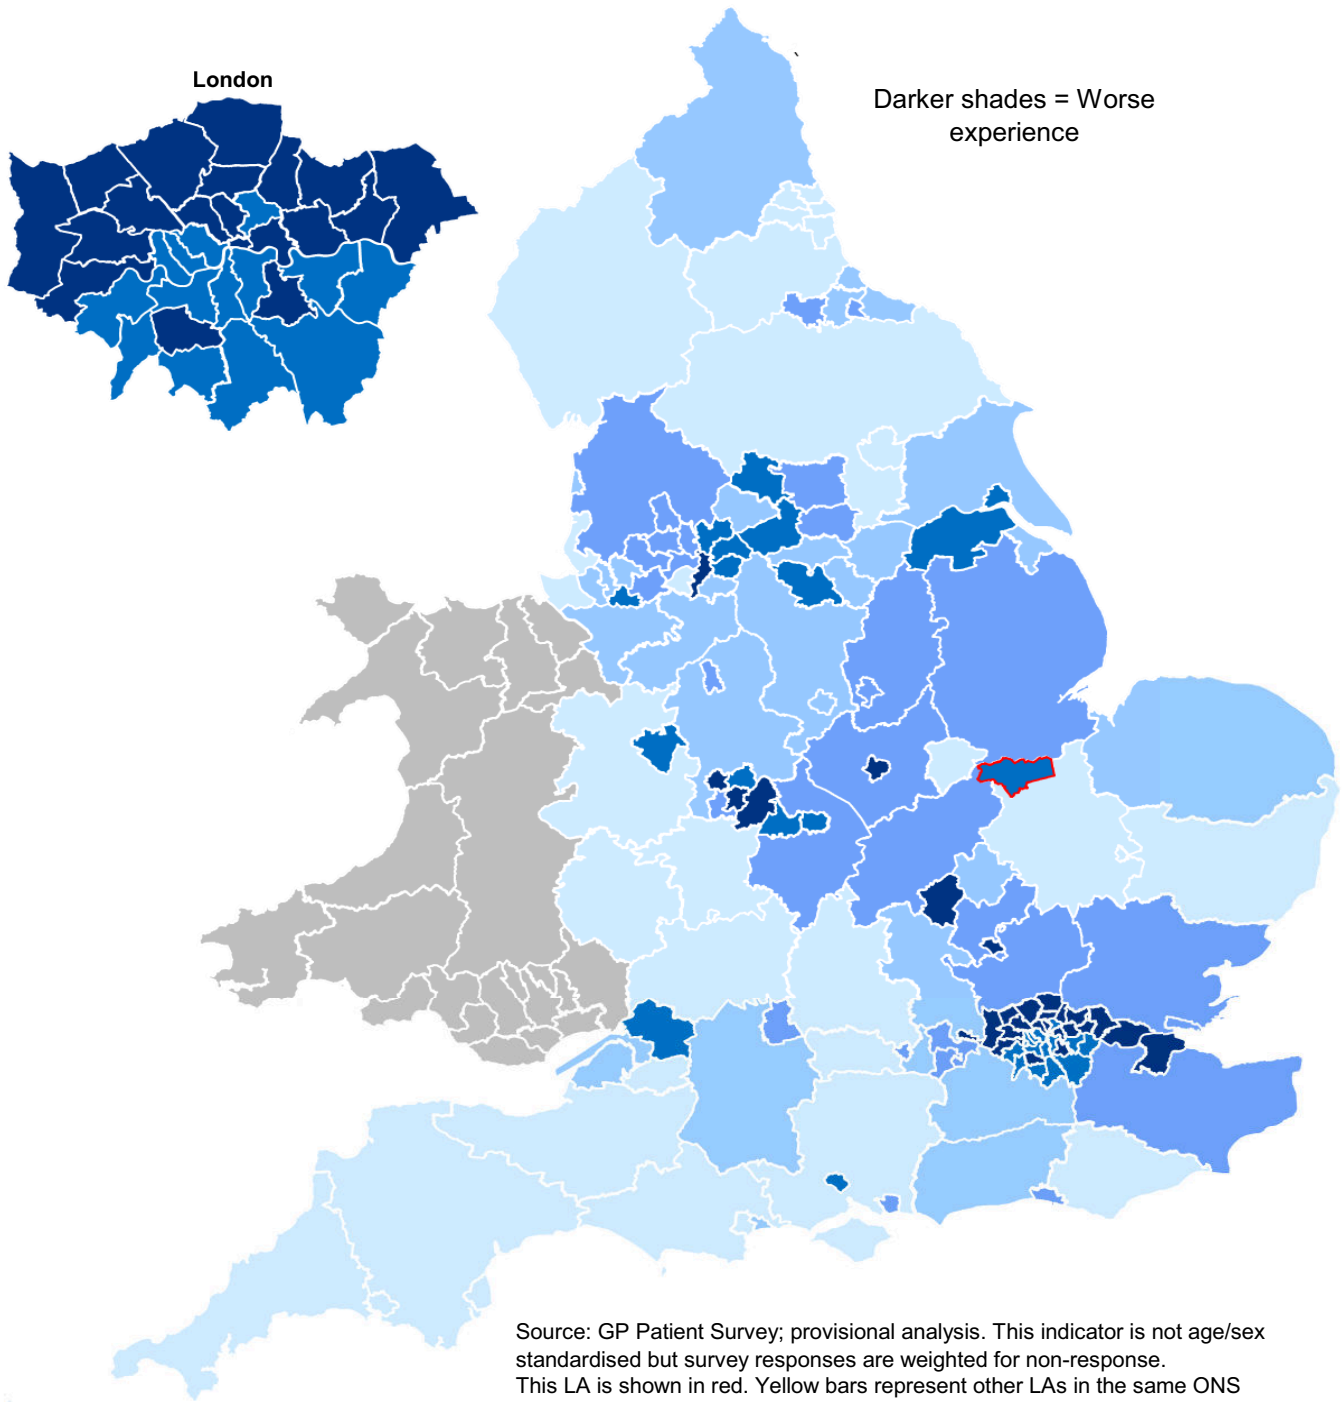 London
Darker shades = Worse
experience
Source: GP Patient Survey; provisional analysis. This indicator is not age/sex
standardised but survey responses are weighted for non-response.
This LA is shown in red. Yellow bars represent other LAs in the same ONS